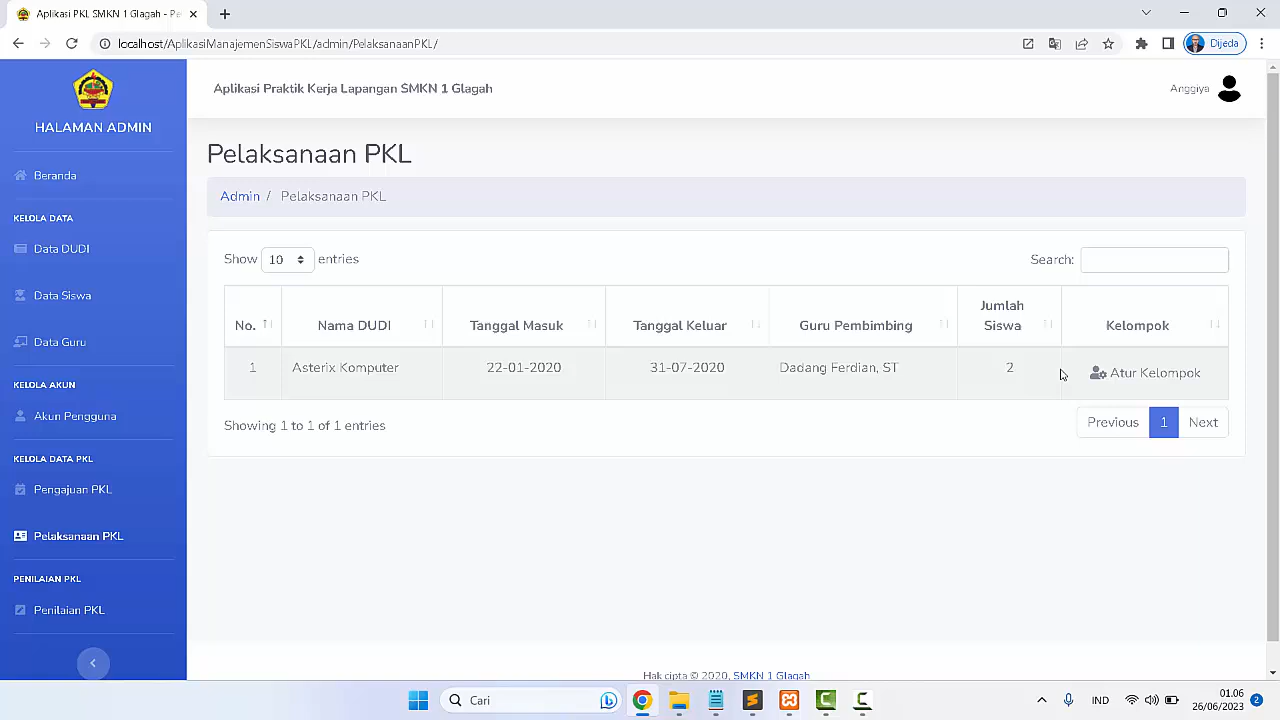 Aplikasi PKL SMKN 1 Glagah - Pe
localhost/AplikasiManajemenSiswaPKL/admin/PelaksanaanPKL/
Dijeda
HALAMAN ADMIN
Beranda
KELOLA DATA
Data DUDI
Data Siswa
Data Guru
KELOLA AKUN
Akun Pengguna
KELOLA DATA PKL
Pengajuan PKL
Pelaksanaan PKL
PENILAIAN PKL
Penilaian PKL
Aplikasi Praktik Kerja Lapangan SMKN 1 Glagah
Anggiya
Pelaksanaan PKL
Admin / Pelaksanaan PKL
Show 10 entries
Search:
No. Nama DUDI Tanggal Masuk Tanggal Keluar Guru Pembimbing Jumlah Siswa Kelompok
1 Asterix Komputer 22-01-2020 31-07-2020 Dadang Ferdian, ST 2 Atur Kelompok
Showing 1 to 1 of 1 entries
Previous 1 Next
Hak cipta © 2020, SMKN 1 Glagah
Cari
IND
01.06
26/06/2023
2